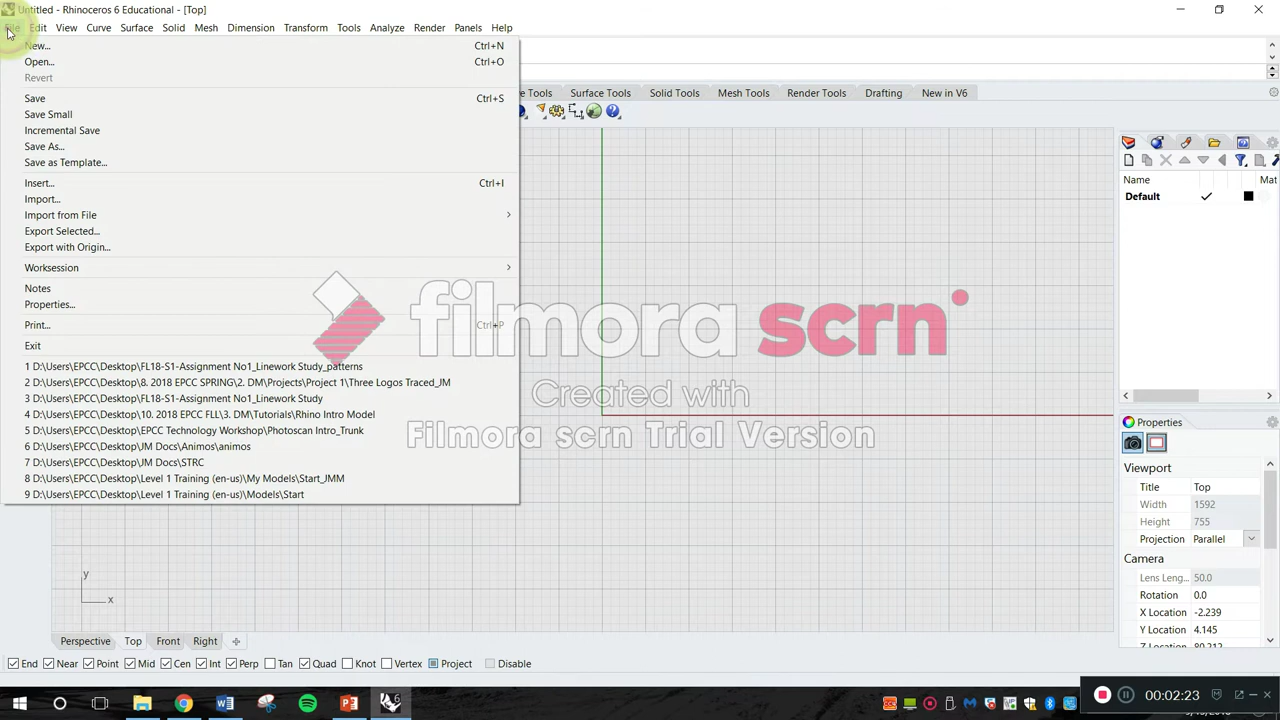 Untitled - Rhinoceros 6 Educational - [Top]
File Edit View Curve Surface Solid Mesh Dimension Transform Tools Analyze Render Panels Help
New... Ctrl+N
Open... Ctrl+O
Revert
Save Ctrl+S
Save Small
Incremental Save
Save As...
Save as Template...
Insert... Ctrl+I
Import...
Import from File
Export Selected...
Export with Origin...
Worksession
Notes
Properties...
Print... Ctrl+P
Exit
1 D:\Users\EPCC\Desktop\FL18-S1-Assignment No1_Linework Study_patterns
2 D:\Users\EPCC\Desktop\8. 2018 EPCC SPRING\2. DM\Projects\Project 1\Three Logos Traced_JM
3 D:\Users\EPCC\Desktop\FL18-S1-Assignment No1_Linework Study
4 D:\Users\EPCC\Desktop\10. 2018 EPCC FLL\3. DM\Tutorials\Rhino Intro Model
5 D:\Users\EPCC\Desktop\EPCC Technology Workshop\Photoscan Intro_Trunk
6 D:\Users\EPCC\Desktop\JM Docs\Animos\animos
7 D:\Users\EPCC\Desktop\JM Docs\STRC
8 D:\Users\EPCC\Desktop\Level 1 Training (en-us)\My Models\Start_JMM
9 D:\Users\EPCC\Desktop\Level 1 Training (en-us)\Models\Start
Tools Surface Tools Solid Tools Mesh Tools Render Tools Drafting New in V6
filmora scrn
Created with
Filmora scrn Trial Version
Name Mat
Default
Properties
Viewport
Title Top
Width 1592
Height 755
Projection Parallel
Camera
Lens Leng... 50.0
Rotation 0.0
X Location -2.239
Y Location 4.145
Z Location 80.212
y
x
Perspective Top Front Right
End Near Point Mid Cen Int Perp Tan Quad Knot Vertex Project Disable
00:02:23